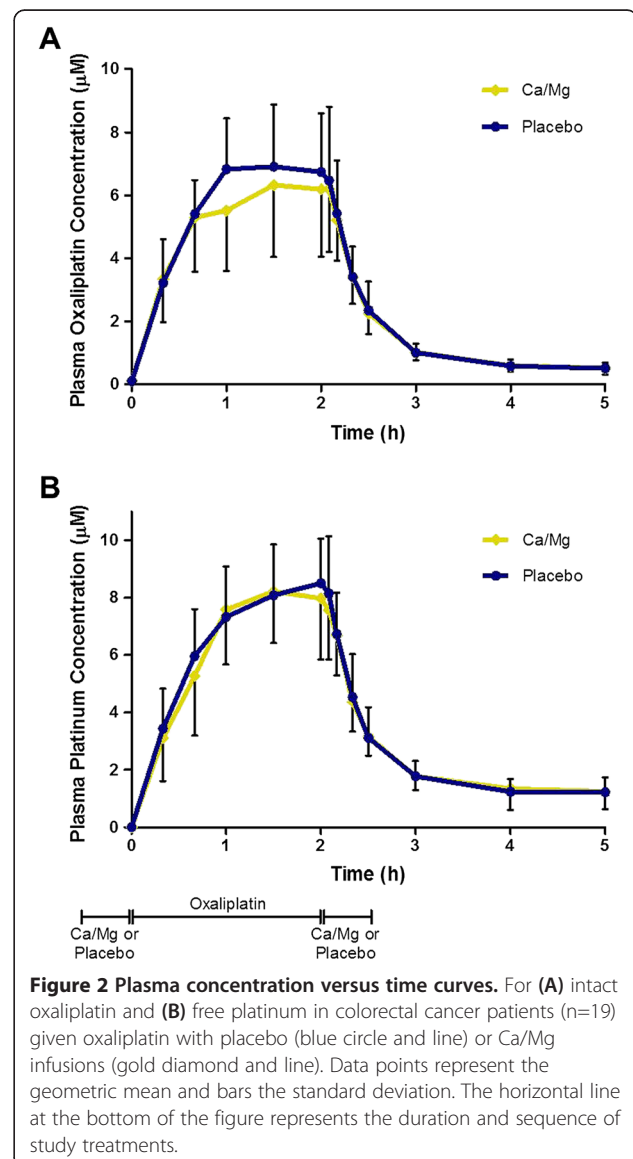 A
Plasma Oxaliplatin Concentration (μM)
10
8
6
4
2
0
Ca/Mg
Placebo
0 1 2 3 4 5
Time (h)
B
Plasma Platinum Concentration (μM)
10
8
6
4
2
0
Ca/Mg
Placebo
0 1 2 3 4 5
Time (h)
Oxaliplatin
Ca/Mg or Ca/Mg or
Placebo Placebo
Figure 2 Plasma concentration versus time curves. For (A) intact
oxaliplatin and (B) free platinum in colorectal cancer patients (n=19)
given oxaliplatin with placebo (blue circle and line) or Ca/Mg
infusions (gold diamond and line). Data points represent the
geometric mean and bars the standard deviation. The horizontal line
at the bottom of the figure represents the duration and sequence of
study treatments.